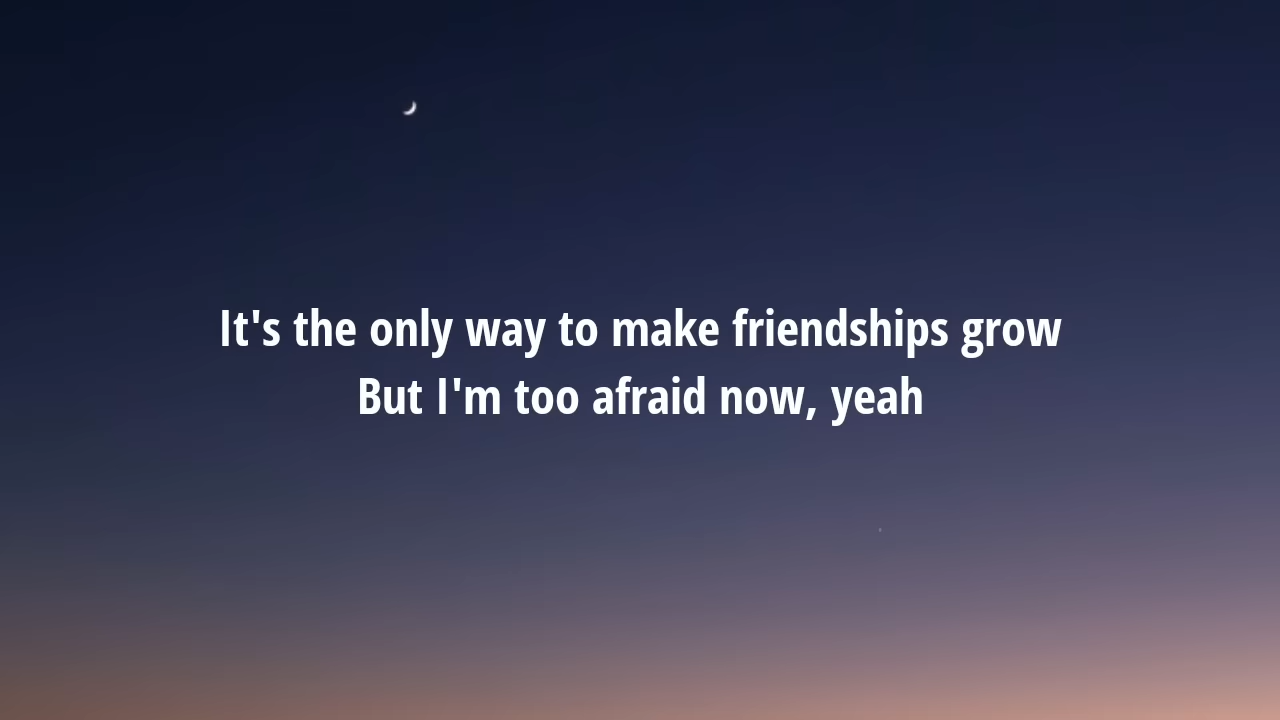 It's the only way to make friendships grow
But I'm too afraid now, yeah